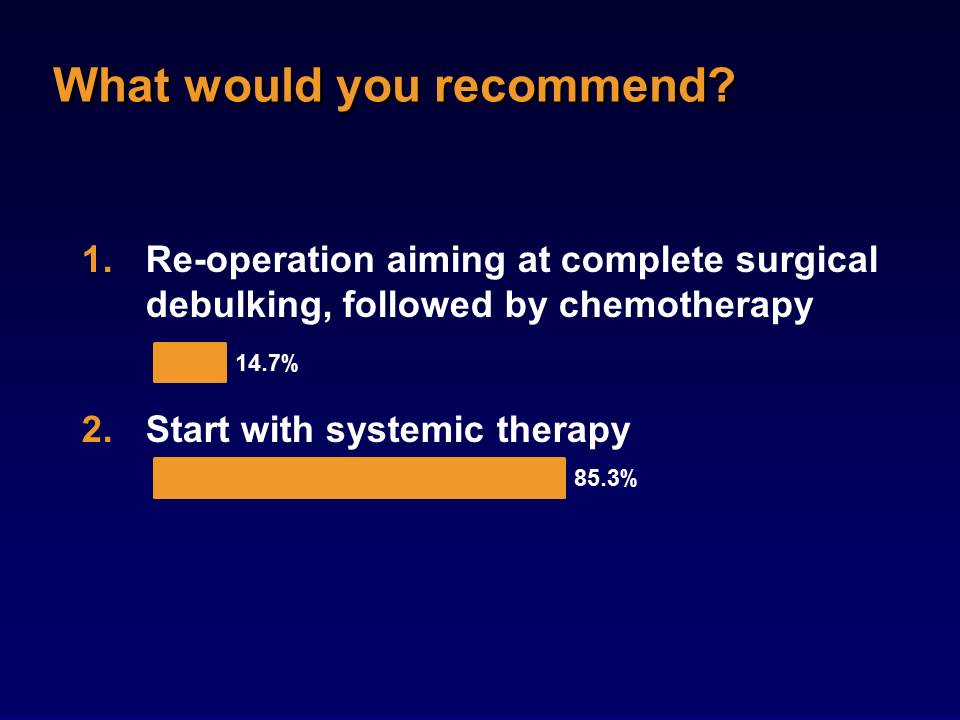 What would you recommend?
1. Re-operation aiming at complete surgical
debulking, followed by chemotherapy
14.7%
2. Start with systemic therapy
85.3%